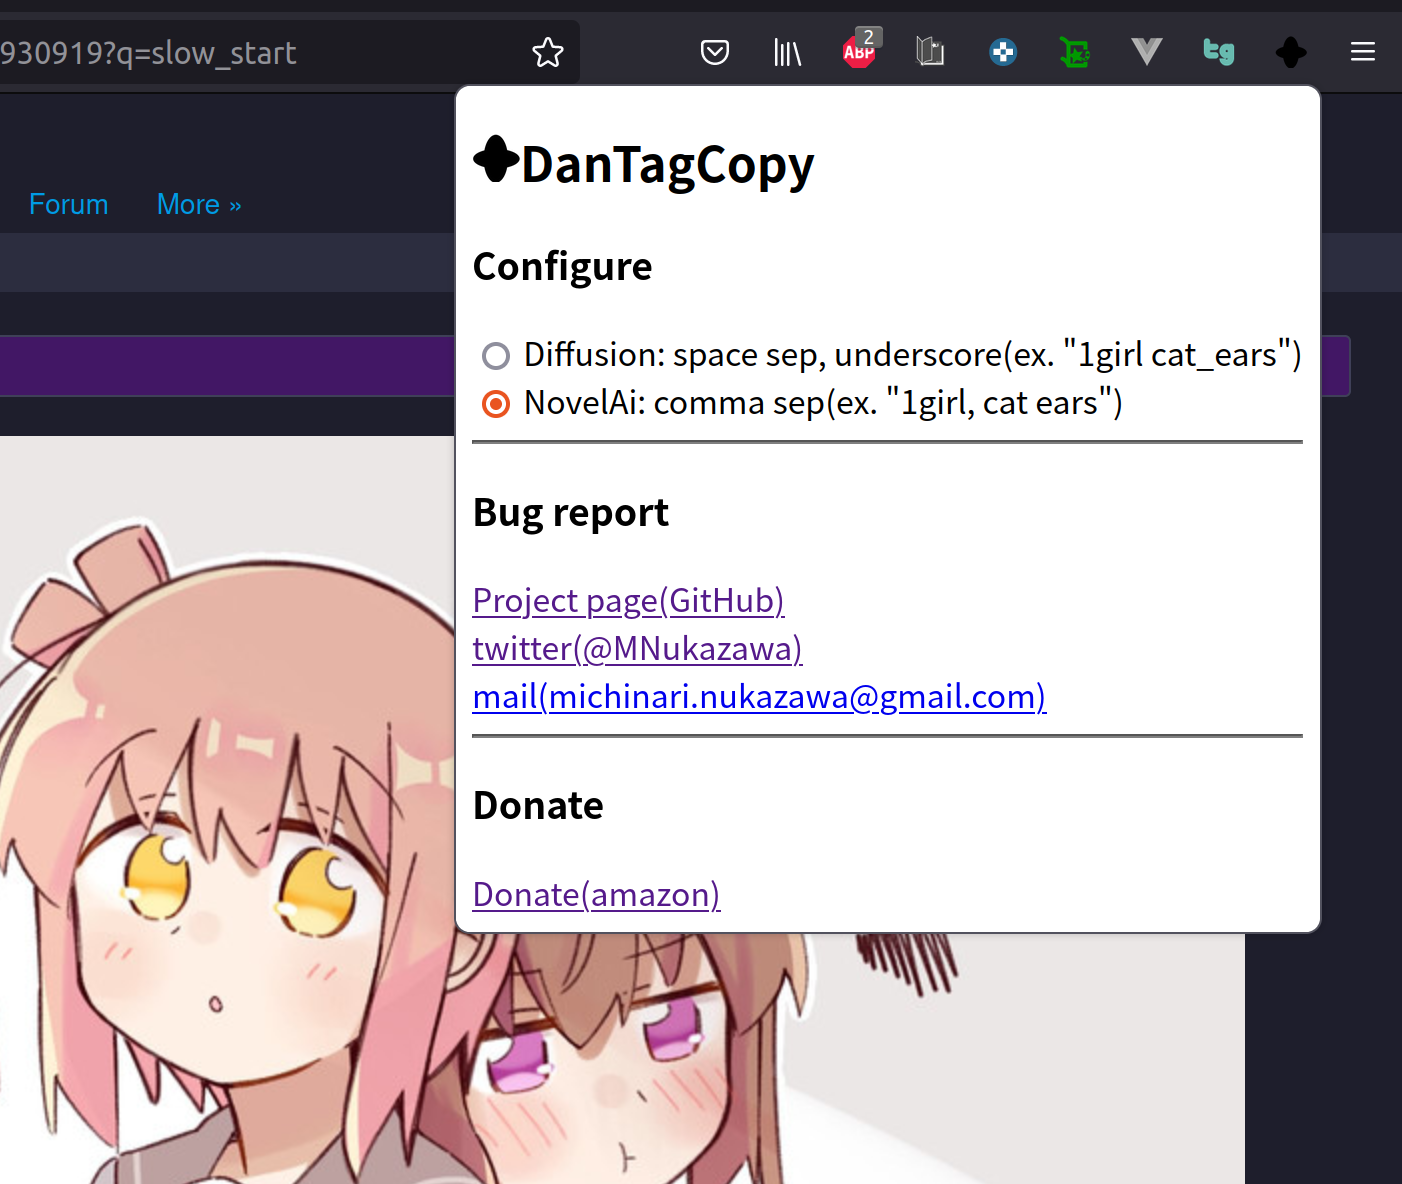 930919?q=slow_start
2
ABP
tg
Forum More »
DanTagCopy
Configure
Diffusion: space sep, underscore(ex. "1girl cat_ears")
NovelAi: comma sep(ex. "1girl, cat ears")
Bug report
Project page(GitHub)
twitter(@MNukazawa)
mail(michinari.nukazawa@gmail.com)
Donate
Donate(amazon)